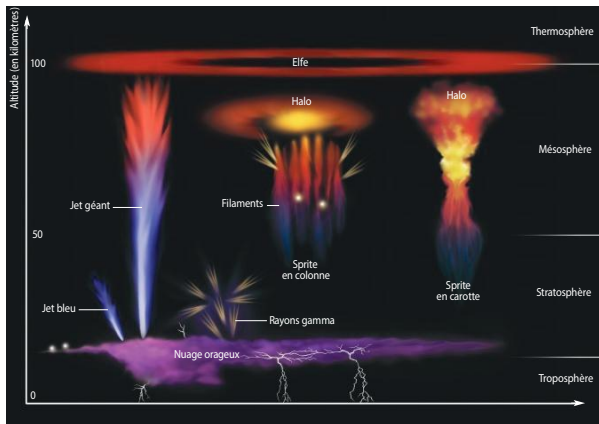 Altitude (en kilomètres)
Thermosphère
100
Elfe
Halo
Halo
Mésosphère
Jet géant
Filaments
50
Sprite
en colonne
Sprite
en carotte
Stratosphère
Jet bleu
Rayons gamma
Nuage orageux
Troposphère
0